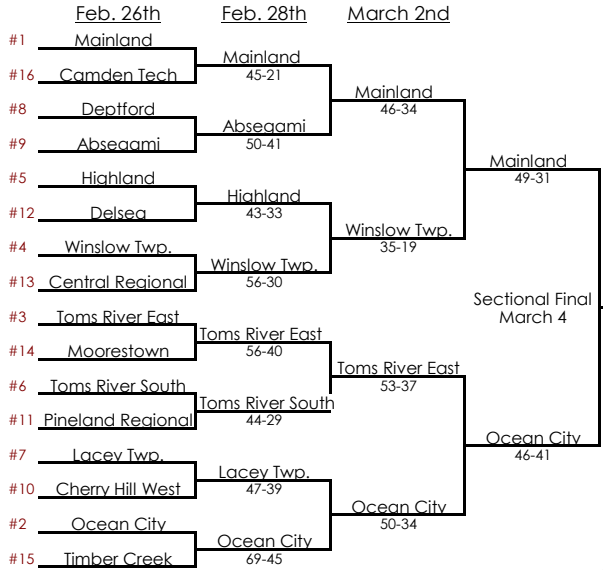 Feb. 26th Feb. 28th March 2nd
#1 Mainland
Mainland
45-21
#16 Camden Tech
Mainland
46-34
#8 Deptford
Absegami
50-41
#9 Absegami
Mainland
49-31
#5 Highland
Highland
43-33
#12 Delsea
Winslow Twp.
35-19
#4 Winslow Twp.
Winslow Twp.
56-30
#13 Central Regional
Sectional Final
March 4
#3 Toms River East
Toms River East
56-40
#14 Moorestown
Toms River East
53-37
#6 Toms River South
Toms River South
44-29
#11 Pineland Regional
Ocean City
46-41
#7 Lacey Twp.
Lacey Twp.
47-39
#10 Cherry Hill West
Ocean City
50-34
#2 Ocean City
Ocean City
69-45
#15 Timber Creek